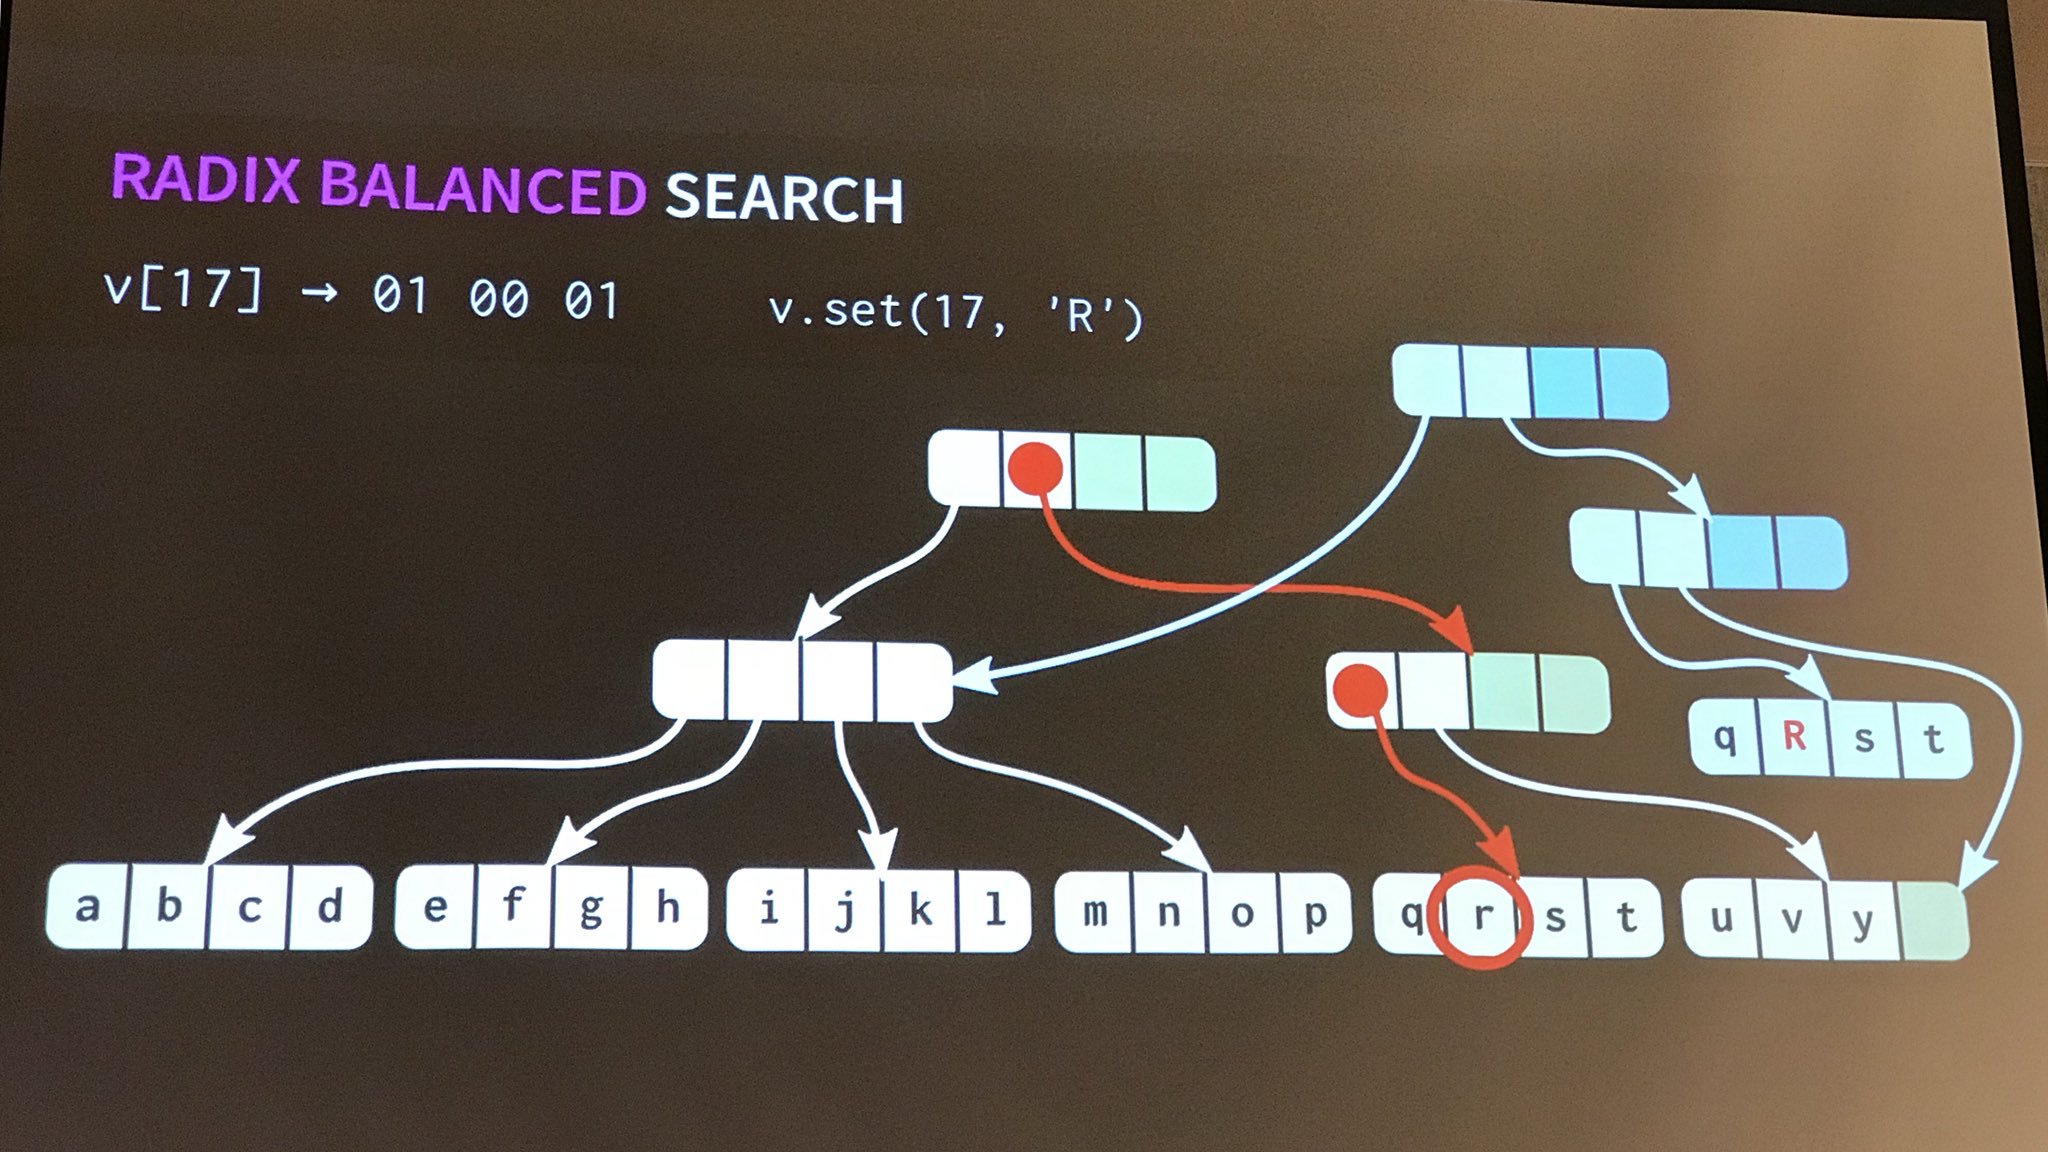 RADIX BALANCED SEARCH
v[17] → 01 00 01 v.set(17, 'R')
q R s t
a b c d e f g h i j k l m n o p q r s t u v y